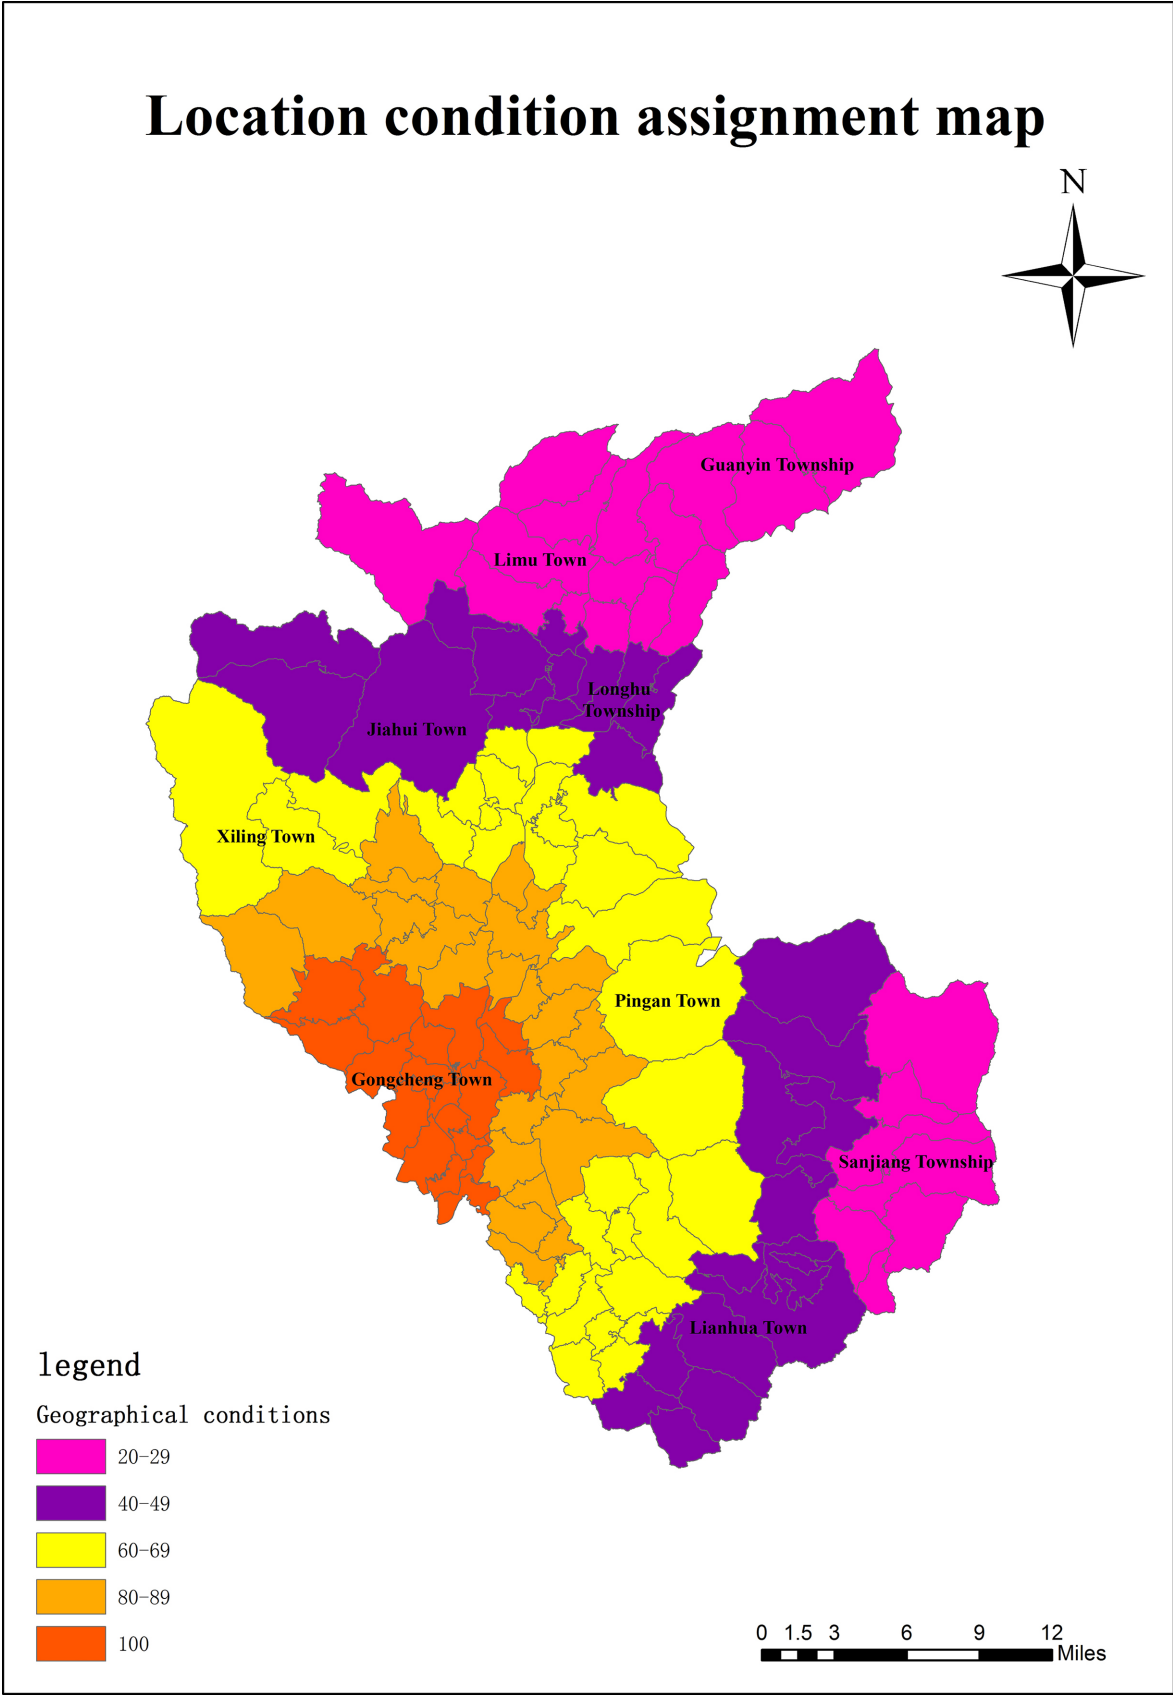 Location condition assignment map
N
Guanyin Township
Limu Town
Longhu
Township
Jiahui Town
Xiling Town
Pingan Town
Gongcheng Town
Sanjiang Township
Lianhua Town
legend
Geographical conditions
20-29
40-49
60-69
80-89
100
0 1.5 3 6 9 12
Miles